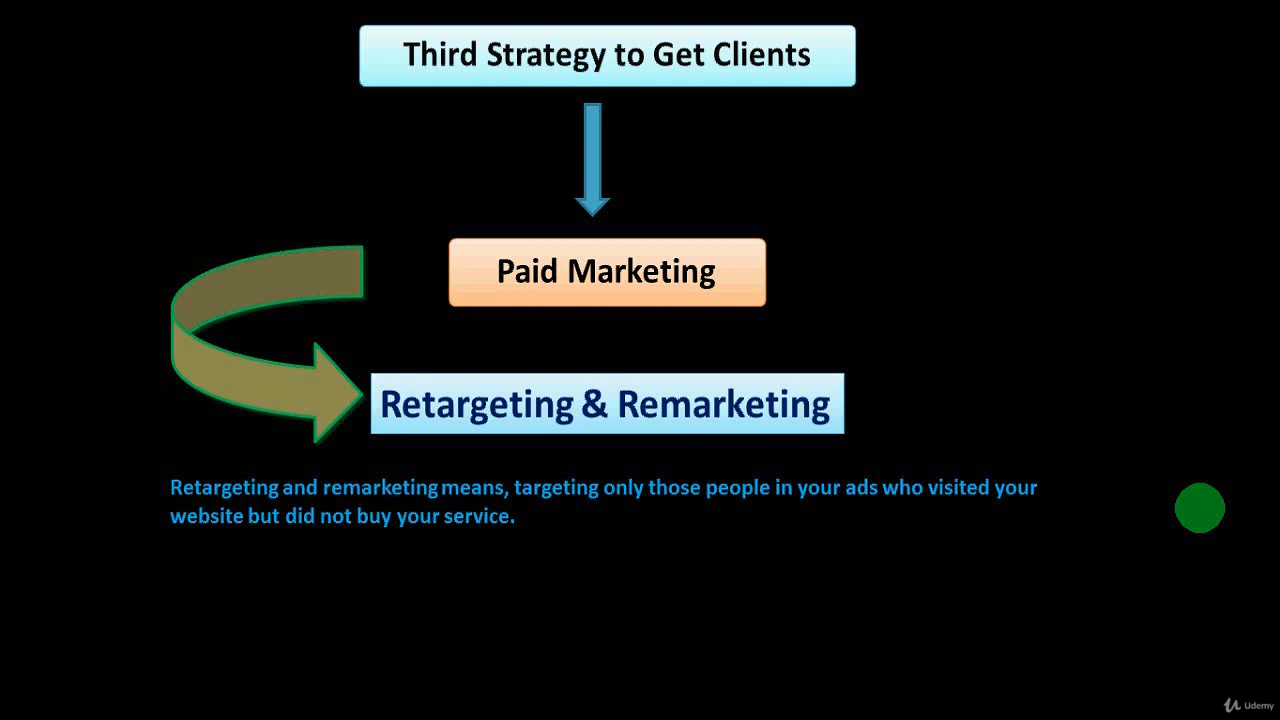 Third Strategy to Get Clients
Paid Marketing
Retargeting & Remarketing
Retargeting and remarketing means, targeting only those people in your ads who visited your
website but did not buy your service.
Udemy